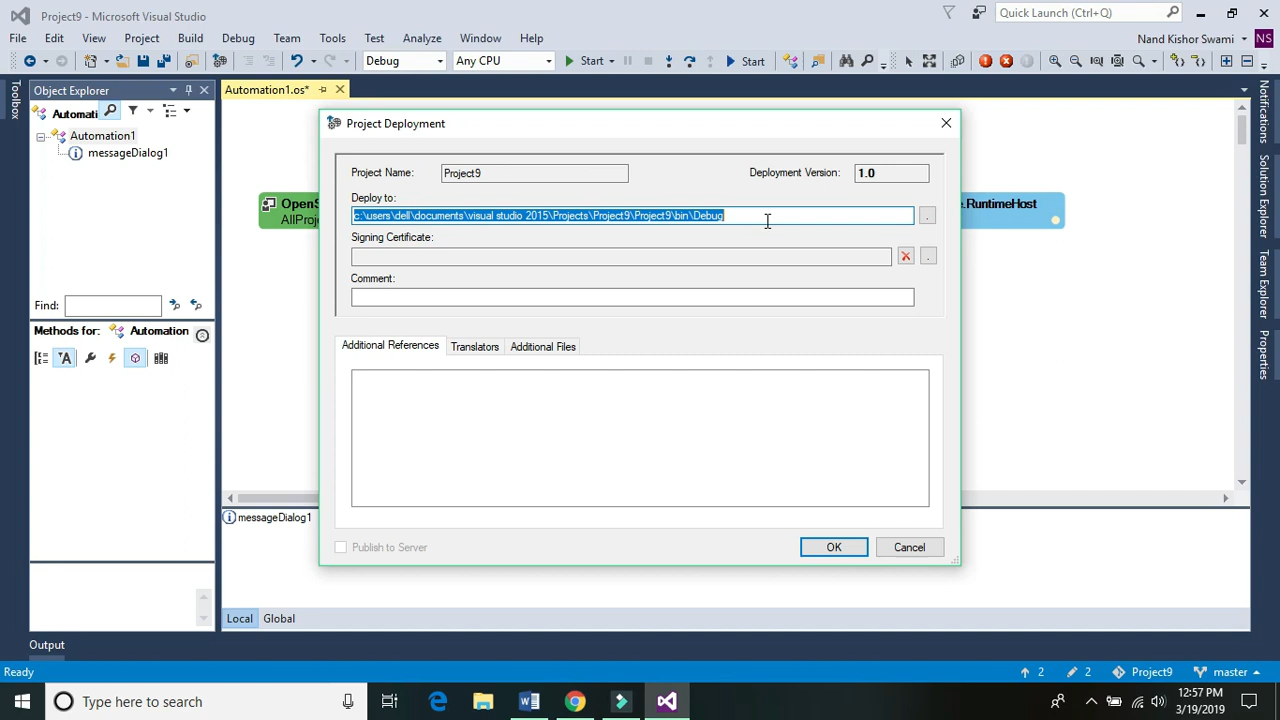 Project9 - Microsoft Visual Studio
Quick Launch (Ctrl+Q)
File Edit View Project Build Debug Team Tools Test Analyze Window Help
Nand Kishor Swami NS
Debug Any CPU Start Start
Toolbox
Object Explorer
Automation1.os*
Automati
Automation1
messageDialog1
OpenS
AllProj
.RuntimeHost
Project Deployment
Project Name: Project9 Deployment Version: 1.0
Deploy to:
c:\users\dell\documents\visual studio 2015\Projects\Project9\Project9\bin\Debug
.
Signing Certificate:
.
Comment:
Additional References Translators Additional Files
Publish to Server
OK Cancel
Find:
Methods for: Automation
messageDialog1
Local Global
Notifications
Solution Explorer
Team Explorer
Properties
Output
Ready
2 2 Project9 master
Type here to search
12:57 PM
3/19/2019